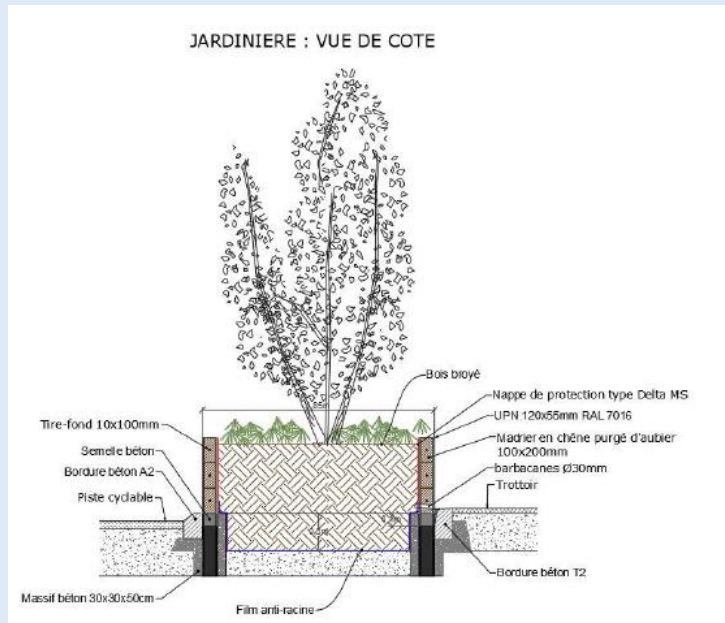 JARDINIERE : VUE DE COTE
Bois broyé
Nappe de protection type Delta MS
UPN 120x55mm RAL 7016
Madrier en chêne purgé d'aubier
100x200mm
barbacanes Ø30mm
Trottoir
Tire-fond 10x100mm
Semelle béton
Bordure béton A2
Piste cyclable
Bordure béton T2
Massif béton 30x30x50cm
Film anti-racine